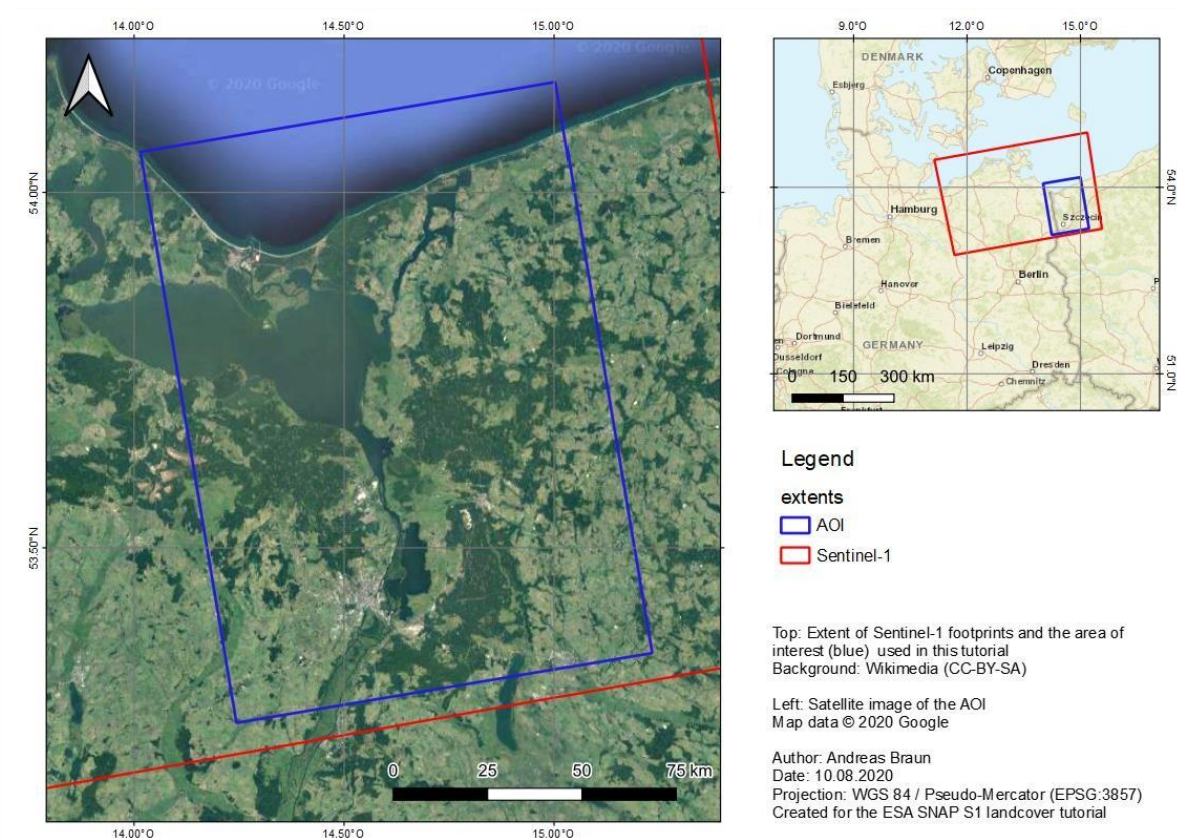 14.00°O 14.50°O 15.00°O
© 2020 Google
© 2020 Google
54.00°N
53.50°N
0 25 50 75 km
14.00°O 14.50°O 15.00°O
9.0°O 12.0°O 15.0°O
DENMARK
Copenhagen
Esbjerg
54.0°N
Hamburg
Szczecin
Bremen
Berlin
Hanover
Bielefeld
Dortmund
GERMANY
Leipzig
Dusseldorf
Dresden
Cologne
Chemnitz
51.0°N
0 150 300 km
Frankfurt
Legend
extents
AOI
Sentinel-1
Top: Extent of Sentinel-1 footprints and the area of
interest (blue) used in this tutorial
Background: Wikimedia (CC-BY-SA)
Left: Satellite image of the AOI
Map data © 2020 Google
Author: Andreas Braun
Date: 10.08.2020
Projection: WGS 84 / Pseudo-Mercator (EPSG:3857)
Created for the ESA SNAP S1 landcover tutorial